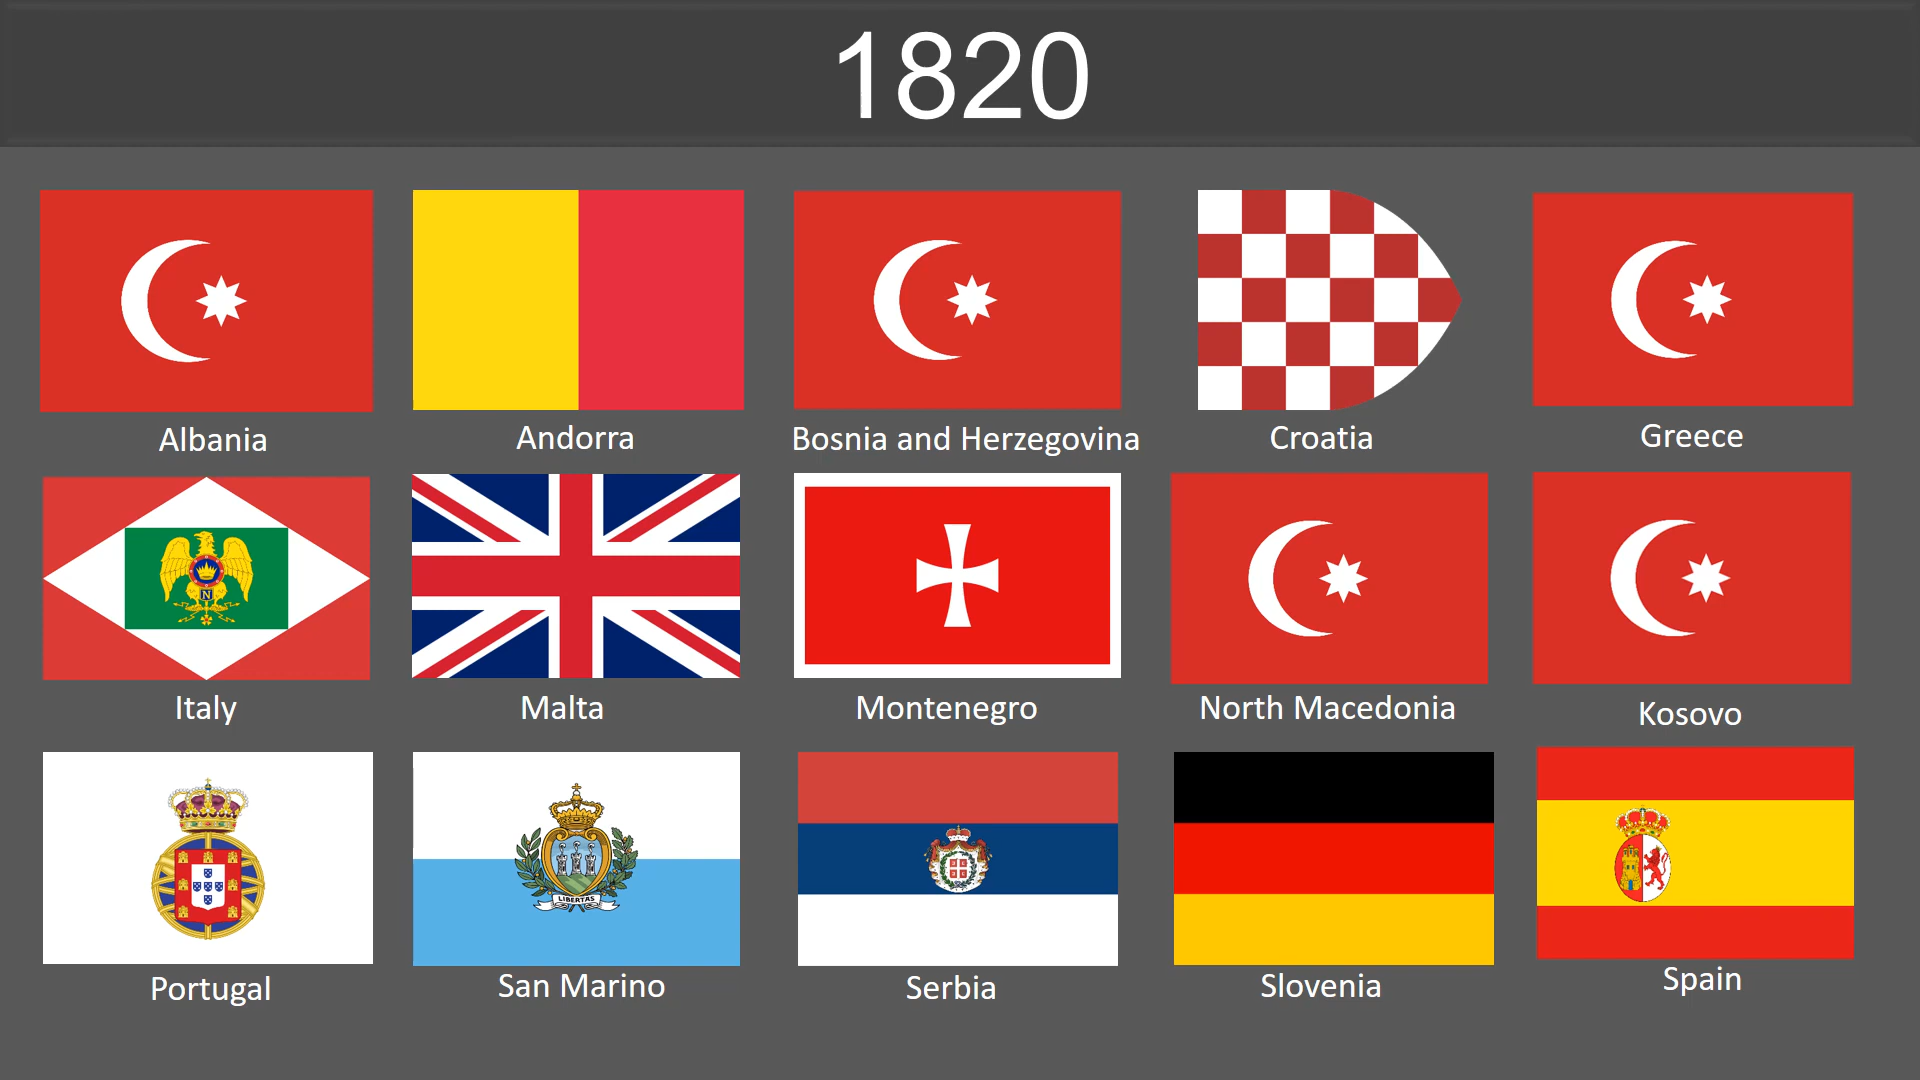 1820
Albania
Andorra
Bosnia and Herzegovina
Croatia
Greece
N
Italy
Malta
Montenegro
North Macedonia
Kosovo
LIBERTAS
Portugal
San Marino
Serbia
Slovenia
Spain